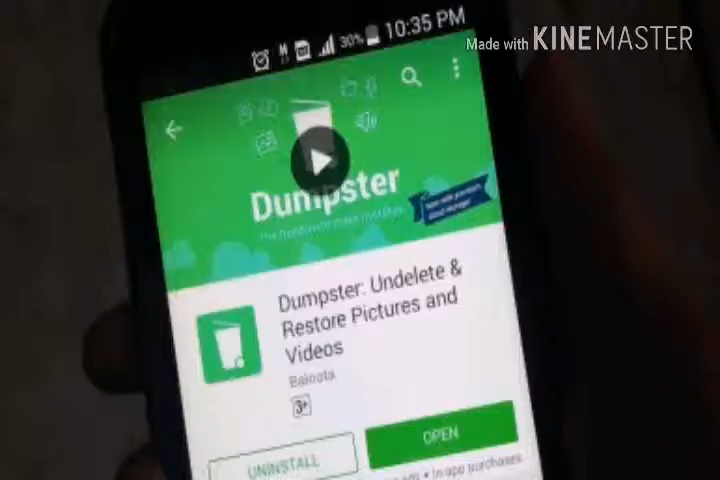 30% 10:35 PM
Made with KINEMASTER
Dumpster
Dumpster: Undelete &
Restore Pictures and
Videos
Baloota
3+
UNINSTALL
OPEN
• In-app purchases